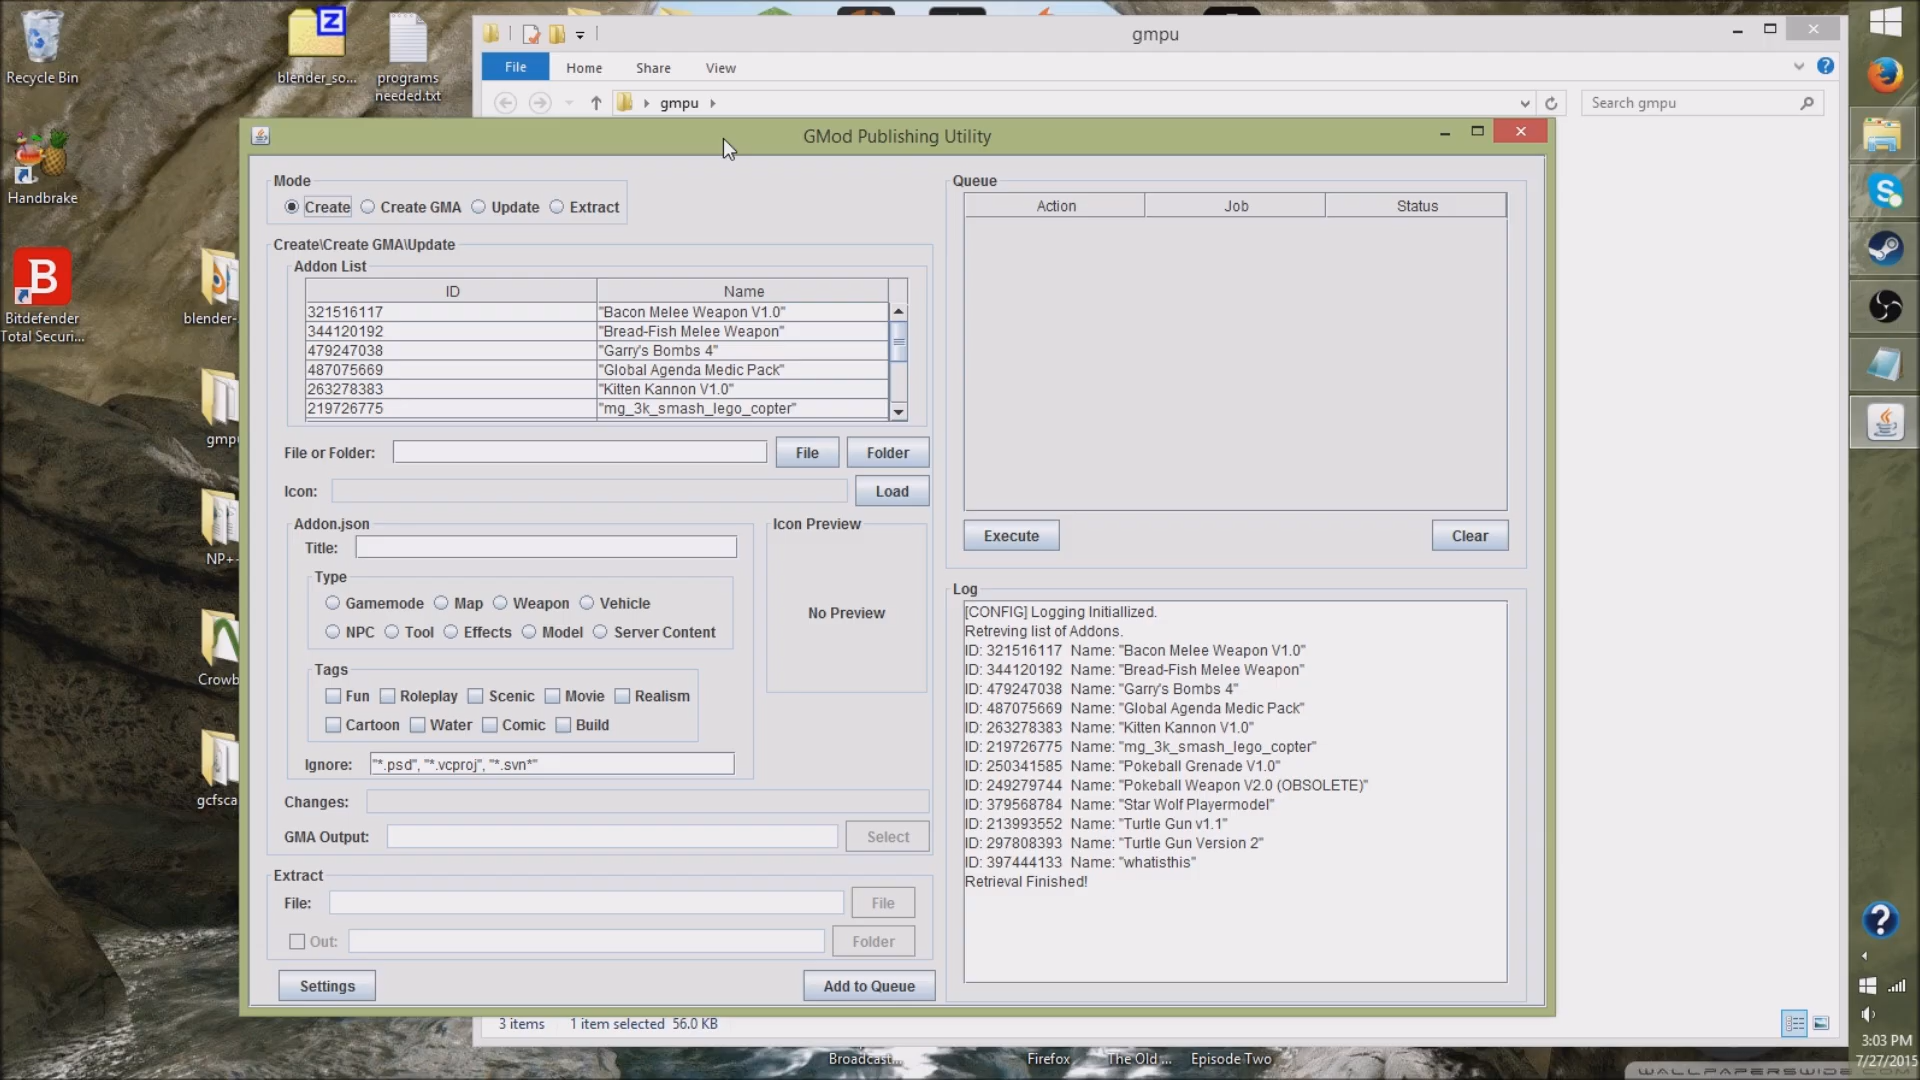 Recycle Bin
blender_so...
programs
needed.txt
Handbrake
Bitdefender
Total Securi...
blender-
gmpu
NP+-
Crowb
gcfsca
gmpu
File
Home
Share
View
gmpu
Search gmpu
GMod Publishing Utility
Mode
Create
Create GMA
Update
Extract
Create\Create GMA\Update
Addon List
ID Name
321516117 "Bacon Melee Weapon V1.0"
344120192 "Bread-Fish Melee Weapon"
479247038 "Garry's Bombs 4"
487075669 "Global Agenda Medic Pack"
263278383 "Kitten Kannon V1.0"
219726775 "mg_3k_smash_lego_copter"
File or Folder:
File
Folder
Icon:
Load
Addon.json
Title:
Type
Gamemode Map Weapon Vehicle
NPC Tool Effects Model Server Content
Tags
Fun Roleplay Scenic Movie Realism
Cartoon Water Comic Build
Ignore: "*.psd", "*.vcproj", "*.svn*"
Icon Preview
No Preview
Changes:
GMA Output:
Select
Extract
File:
File
Out:
Folder
Settings
Add to Queue
Queue
Action Job Status
Execute
Clear
Log
[CONFIG] Logging Initiallized.
Retreving list of Addons.
ID: 321516117 Name: "Bacon Melee Weapon V1.0"
ID: 344120192 Name: "Bread-Fish Melee Weapon"
ID: 479247038 Name: "Garry's Bombs 4"
ID: 487075669 Name: "Global Agenda Medic Pack"
ID: 263278383 Name: "Kitten Kannon V1.0"
ID: 219726775 Name: "mg_3k_smash_lego_copter"
ID: 250341585 Name: "Pokeball Grenade V1.0"
ID: 249279744 Name: "Pokeball Weapon V2.0 (OBSOLETE)"
ID: 379568784 Name: "Star Wolf Playermodel"
ID: 213993552 Name: "Turtle Gun v1.1"
ID: 297808393 Name: "Turtle Gun Version 2"
ID: 397444133 Name: "whatisthis"
Retrieval Finished!
3 items 1 item selected 56.0 KB
Broadcast...
Firefox
The Old ...
Episode Two
3:03 PM
7/27/2015
WALLPAPERSWIDE.COM